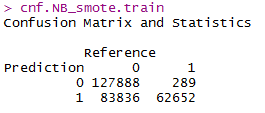 > cnf.NB_smote.train
Confusion Matrix and Statistics
Reference
Prediction 0 1
0 127888 289
1 83836 62652